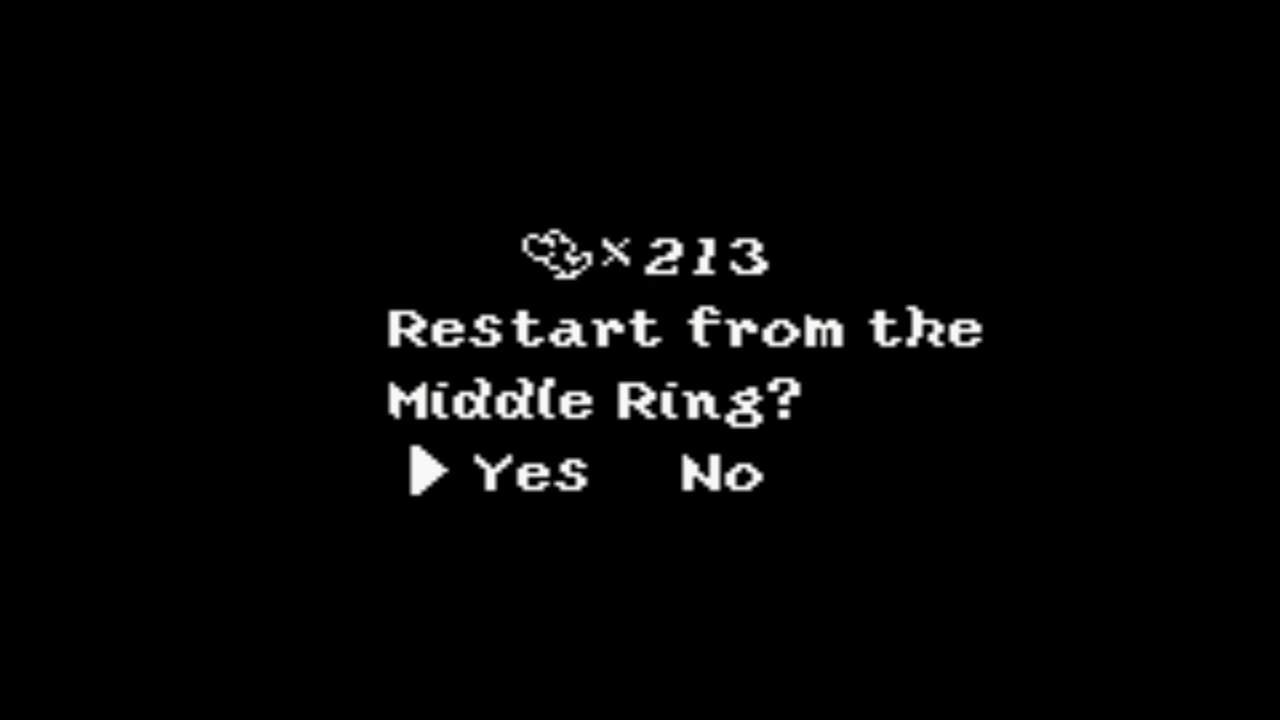 ×213
Restart from the
Middle Ring?
Yes No